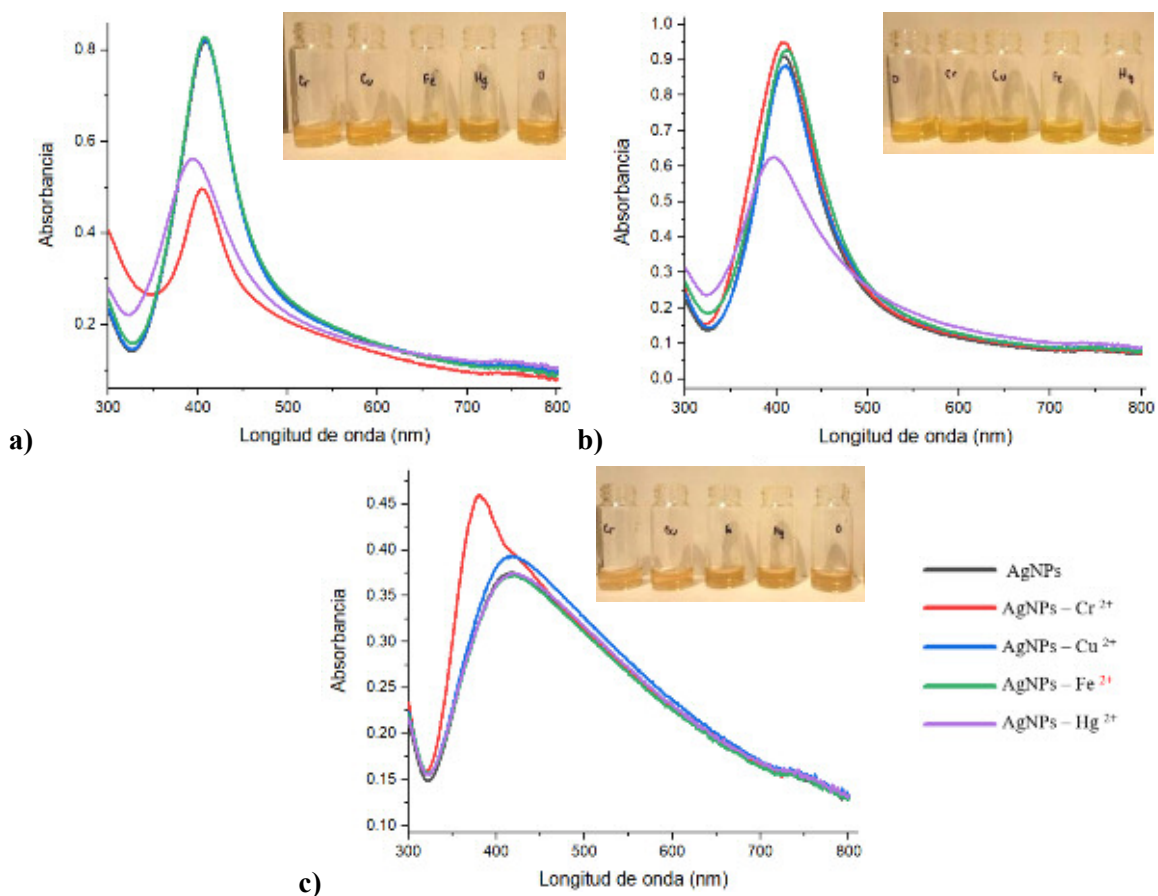 0.8
0.6
0.4
0.2
300 400 500 600 700 800
Absorbancia
Longitud de onda (nm)
Cr Cu Fe Hg 0
a)
1.0
0.9
0.8
0.7
0.6
0.5
0.4
0.3
0.2
0.1
0.0
300 400 500 600 700 800
Absorbancia
Longitud de onda (nm)
0 Cr Cu Fe Hg
b)
0.45
0.40
0.35
0.30
0.25
0.20
0.15
0.10
300 400 500 600 700 800
Absorbancia
Longitud de onda (nm)
Cr Cu Hg 0
c)
AgNPs
AgNPs – Cr ²⁺
AgNPs – Cu ²⁺
AgNPs – Fe ²⁺
AgNPs – Hg ²⁺